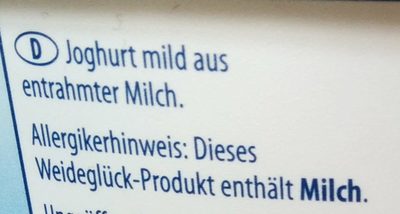 D Joghurt mild aus
entrahmter Milch.
Allergikerhinweis: Dieses
Weideglück-Produkt enthält Milch.